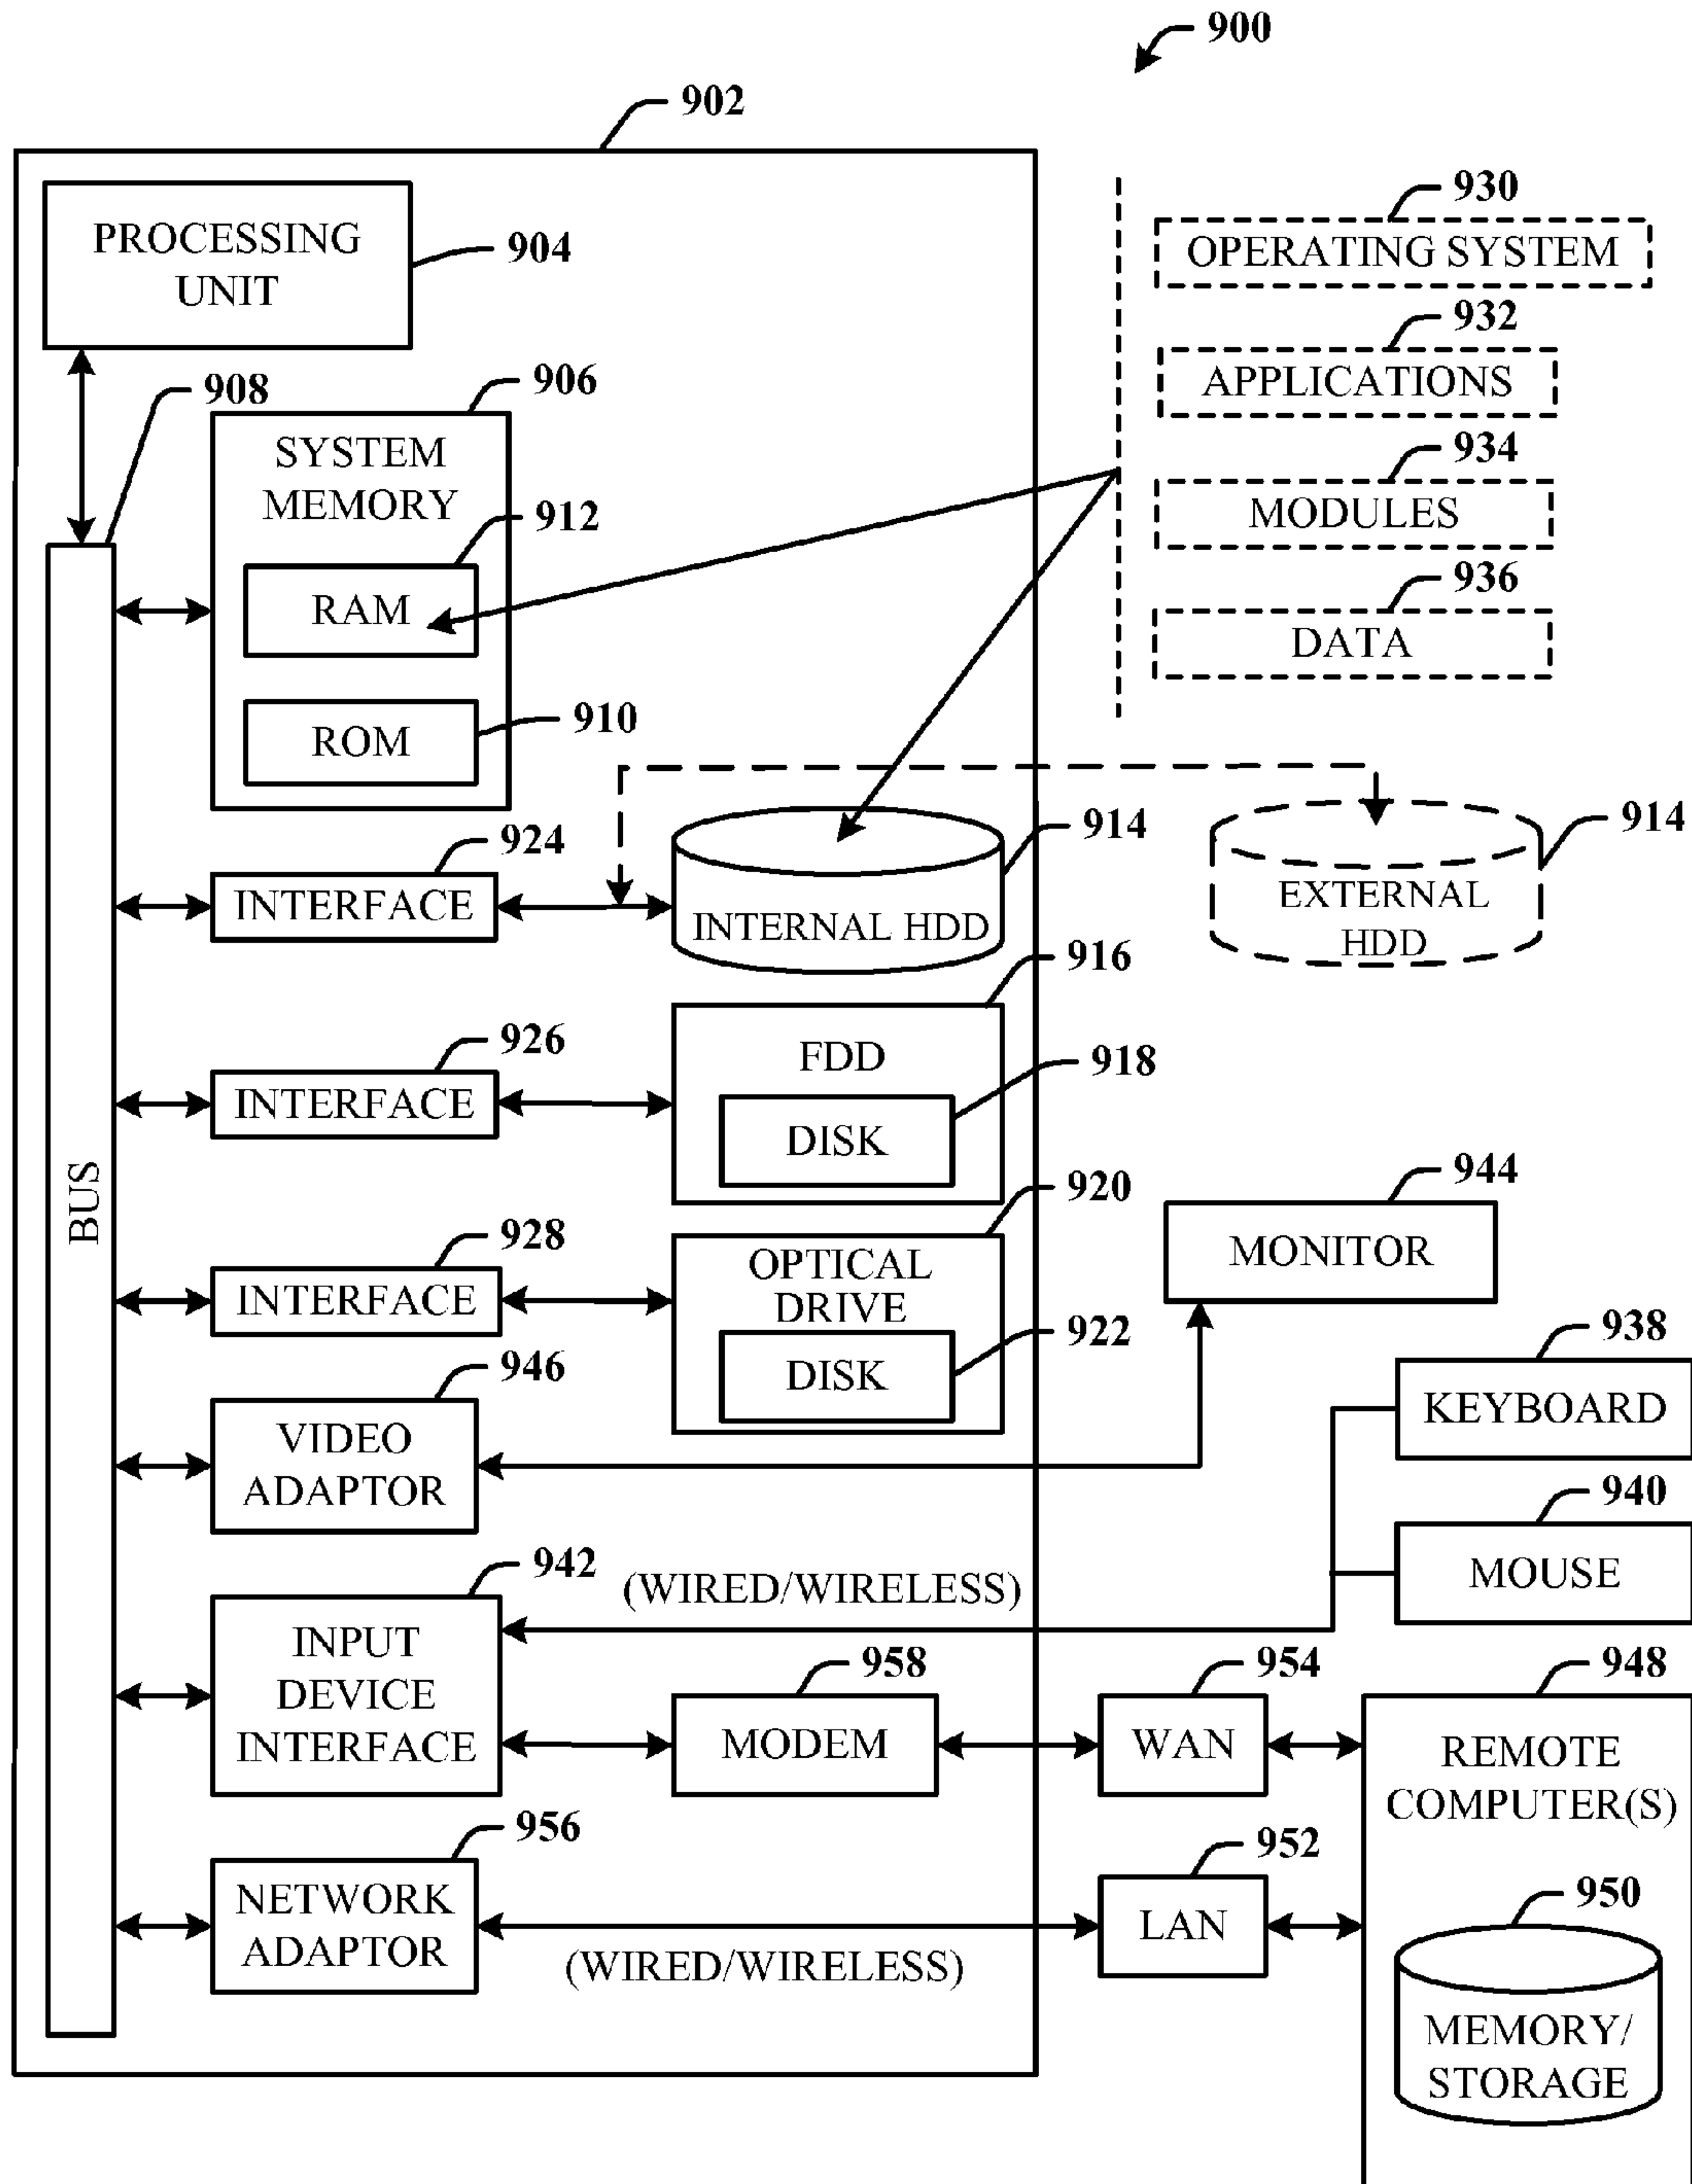 900
902
PROCESSING
UNIT
904
930
OPERATING SYSTEM
932
APPLICATIONS
934
MODULES
936
DATA
908
906
SYSTEM
MEMORY
912
RAM
910
ROM
BUS
924
INTERFACE
914
INTERNAL HDD
914
EXTERNAL
HDD
926
INTERFACE
916
FDD
918
DISK
928
INTERFACE
920
OPTICAL
DRIVE
922
DISK
944
MONITOR
946
VIDEO
ADAPTOR
938
KEYBOARD
940
MOUSE
942
INPUT
DEVICE
INTERFACE
(WIRED/WIRELESS)
958
MODEM
954
WAN
948
REMOTE
COMPUTER(S)
956
NETWORK
ADAPTOR
(WIRED/WIRELESS)
952
LAN
950
MEMORY/
STORAGE